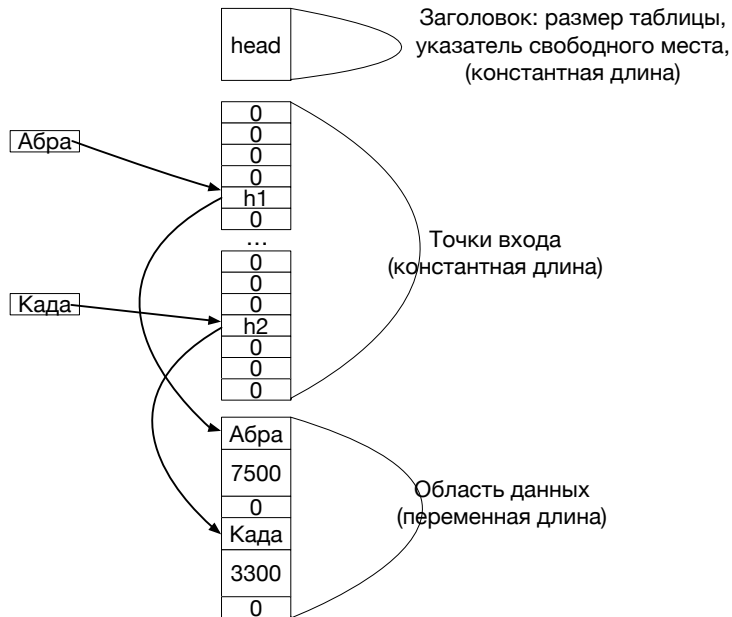 head
Заголовок: размер таблицы,
указатель свободного места,
(константная длина)
0
0
Абра
0
0
h1
0
...
Точки входа
(константная длина)
0
0
0
Када
h2
0
0
0
Абра
7500
0
Область данных
(переменная длина)
Када
3300
0